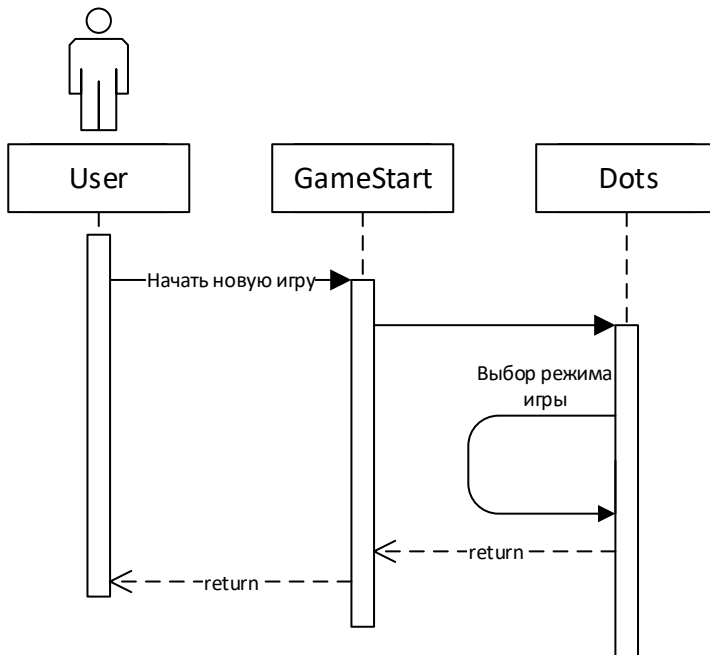 User
GameStart
Dots
Начать новую игру
Выбор режима
игры
return
return